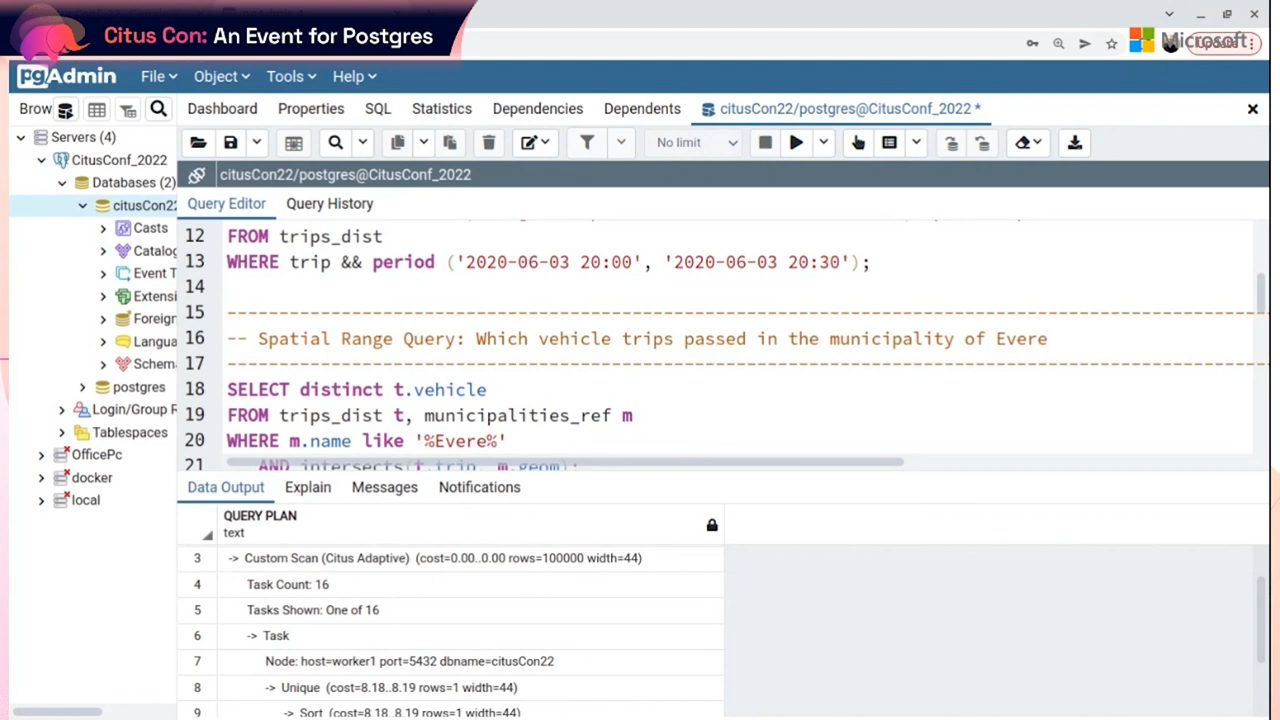 Citus Con: An Event for Postgres
Microsoft
Update
pgAdmin
File
Object
Tools
Help
Brow
Dashboard
Properties
SQL
Statistics
Dependencies
Dependents
citusCon22/postgres@CitusConf_2022 *
Servers (4)
CitusConf_2022
Databases (2)
citusCon22
Casts
Catalog
Event T
Extensi
Foreign
Langua
Schema
postgres
Login/Group R
Tablespaces
OfficePc
docker
local
No limit
citusCon22/postgres@CitusConf_2022
Query Editor
Query History
12 FROM trips_dist
13 WHERE trip && period ('2020-06-03 20:00', '2020-06-03 20:30');
14
15 --------------------------------------------------------------------------------
16 -- Spatial Range Query: Which vehicle trips passed in the municipality of Evere
17 --------------------------------------------------------------------------------
18 SELECT distinct t.vehicle
19 FROM trips_dist t, municipalities_ref m
20 WHERE m.name like '%Evere%'
21 AND intersects(t.trip, m.geom);
Data Output
Explain
Messages
Notifications
QUERY PLAN
text
3 -> Custom Scan (Citus Adaptive) (cost=0.00..0.00 rows=100000 width=44)
4 Task Count: 16
5 Tasks Shown: One of 16
6 -> Task
7 Node: host=worker1 port=5432 dbname=citusCon22
8 -> Unique (cost=8.18..8.19 rows=1 width=44)
9 -> Sort (cost=8.18..8.19 rows=1 width=44)